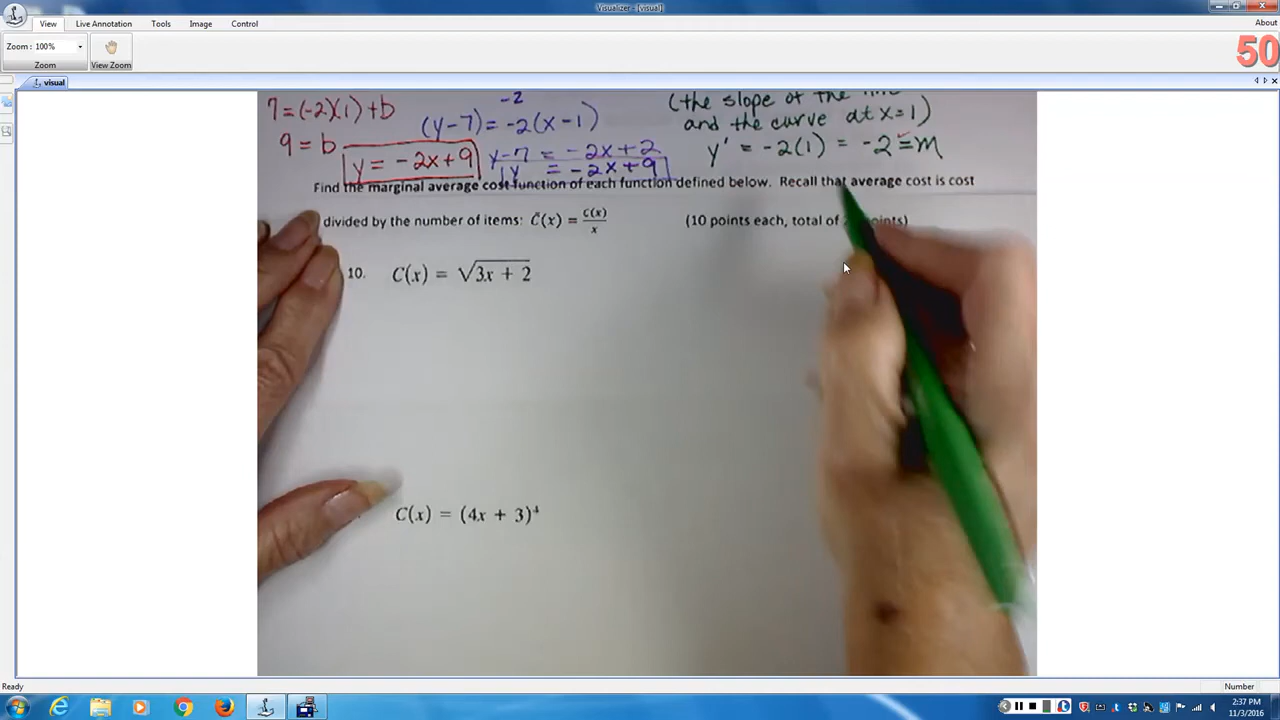 Visualizer - [visual]
View Live Annotation Tools Image Control
About
Zoom : 100%
Zoom
View Zoom
50
visual
7 = (-2)(1) + b
9 = b
y = -2x + 9
-2
(y-7) = -2(x-1)
y-7 = -2x+2
y = -2x+9
(the slope of the
and the curve at x=1)
y' = -2(1) = -2 = m
Find the marginal average cost function of each function defined below. Recall that average cost is cost
divided by the number of items: C̄(x) = C(x)/x (10 points each, total of points)
10. C(x) = √3x + 2
C(x) = (4x + 3)⁴
Ready
Number
2:37 PM
11/3/2016